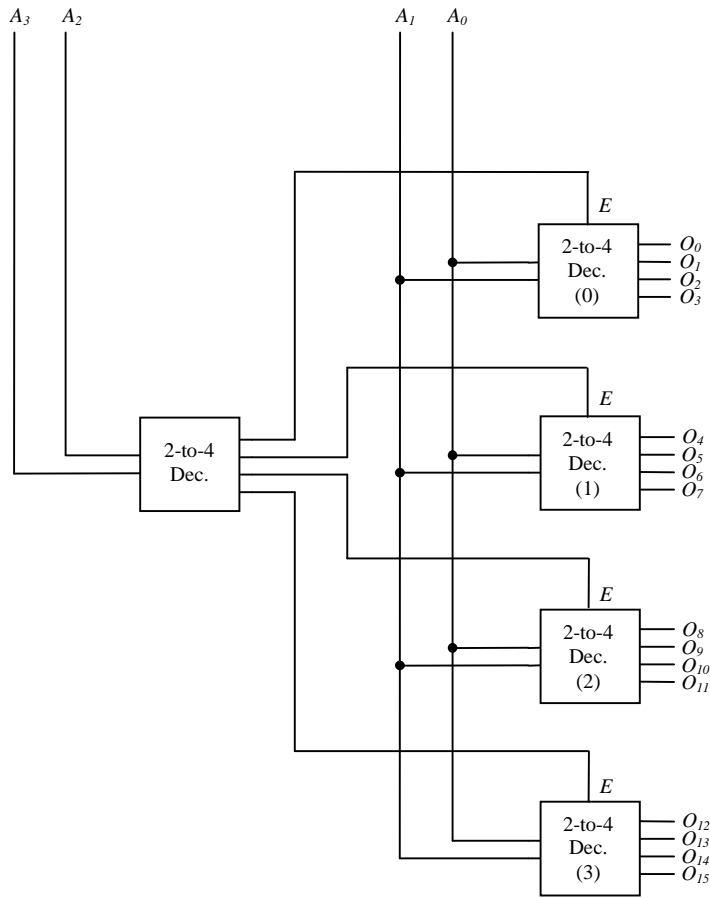 A3 A2 A1 A0
E
2-to-4
Dec.
(0)
O0
O1
O2
O3
E
2-to-4
Dec.
(1)
O4
O5
O6
O7
2-to-4
Dec.
E
2-to-4
Dec.
(2)
O8
O9
O10
O11
E
2-to-4
Dec.
(3)
O12
O13
O14
O15